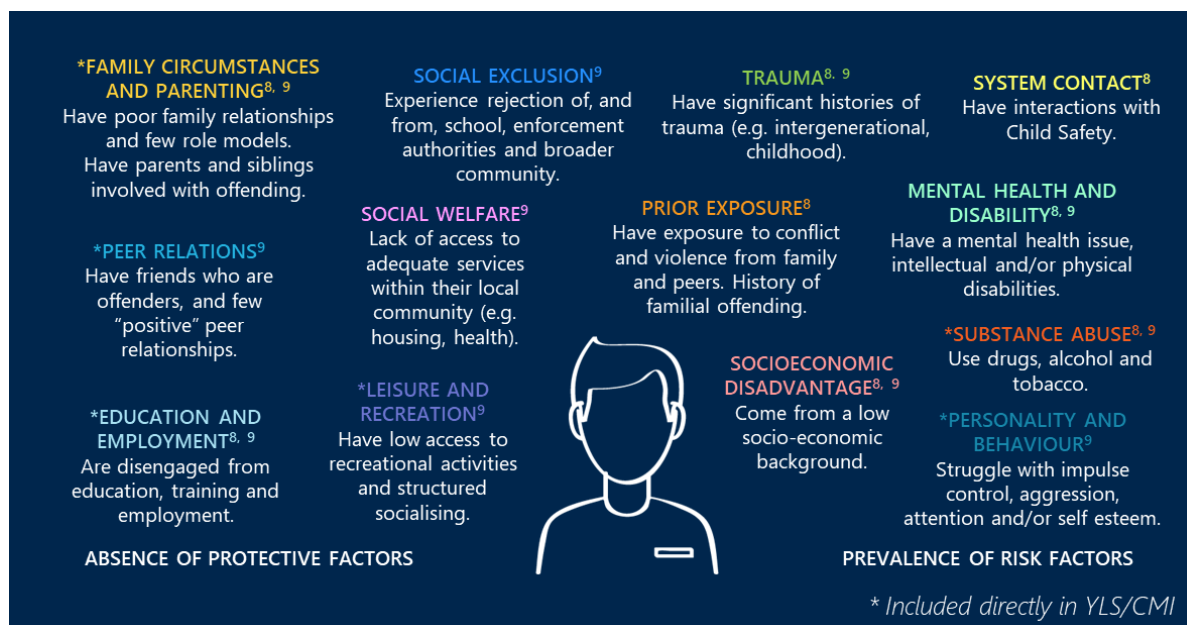 *FAMILY CIRCUMSTANCES
AND PARENTING8, 9
Have poor family relationships
and few role models.
Have parents and siblings
involved with offending.
SOCIAL EXCLUSION9
Experience rejection of, and
from, school, enforcement
authorities and broader
community.
TRAUMA8, 9
Have significant histories of
trauma (e.g. intergenerational,
childhood).
SYSTEM CONTACT8
Have interactions with
Child Safety.
*PEER RELATIONS9
Have friends who are
offenders, and few
“positive” peer
relationships.
SOCIAL WELFARE9
Lack of access to
adequate services
within their local
community (e.g.
housing, health).
PRIOR EXPOSURE8
Have exposure to conflict
and violence from family
and peers. History of
familial offending.
MENTAL HEALTH AND
DISABILITY8, 9
Have a mental health issue,
intellectual and/or physical
disabilities.
*EDUCATION AND
EMPLOYMENT8, 9
Are disengaged from
education, training and
employment.
*LEISURE AND
RECREATION9
Have low access to
recreational activities
and structured
socialising.
SOCIOECONOMIC
DISADVANTAGE8, 9
Come from a low
socio-economic
background.
*SUBSTANCE ABUSE8, 9
Use drugs, alcohol and
tobacco.
*PERSONALITY AND
BEHAVIOUR9
Struggle with impulse
control, aggression,
attention and/or self esteem.
ABSENCE OF PROTECTIVE FACTORS
PREVALENCE OF RISK FACTORS
* Included directly in YLS/CMI